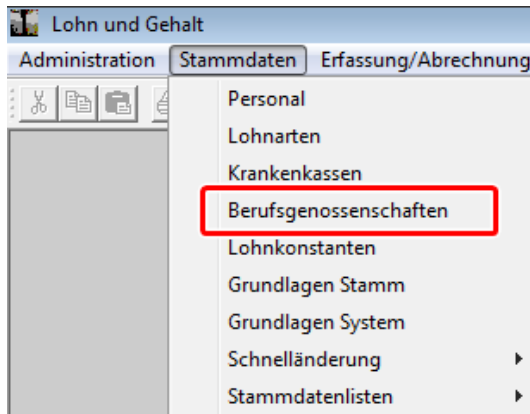 Lohn und Gehalt
Administration Stammdaten Erfassung/Abrechnung
Personal
Lohnarten
Krankenkassen
Berufsgenossenschaften
Lohnkonstanten
Grundlagen Stamm
Grundlagen System
Schnelländerung
Stammdatenlisten